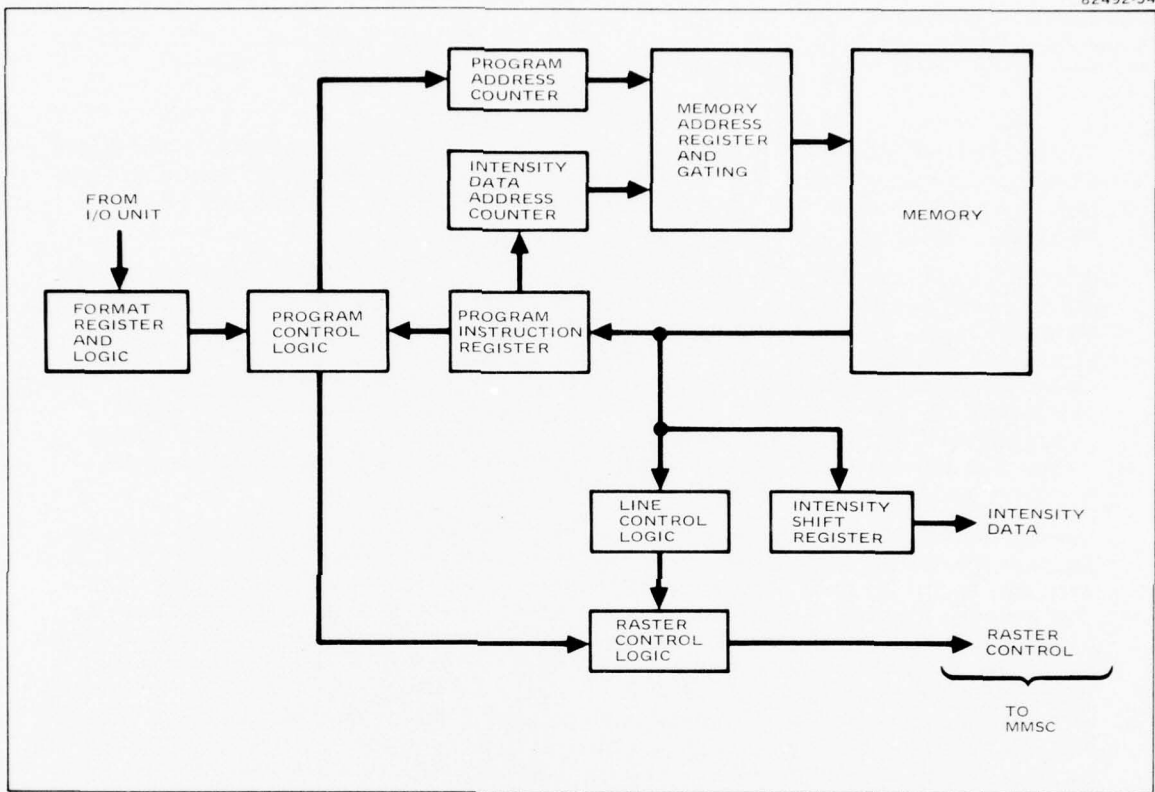 PROGRAM
ADDRESS
COUNTER
MEMORY
ADDRESS
REGISTER
AND
GATING
INTENSITY
DATA
ADDRESS
COUNTER
MEMORY
FROM
I/O UNIT
FORMAT
REGISTER
AND
LOGIC
PROGRAM
CONTROL
LOGIC
PROGRAM
INSTRUCTION
REGISTER
LINE
CONTROL
LOGIC
INTENSITY
SHIFT
REGISTER
INTENSITY
DATA
RASTER
CONTROL
LOGIC
RASTER
CONTROL
TO
MMSC